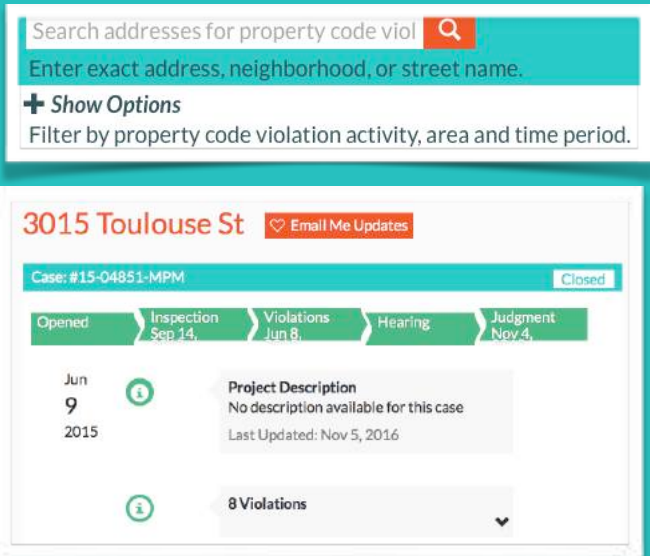 Search addresses for property code viol
Enter exact address, neighborhood, or street name.
Show Options
Filter by property code violation activity, area and time period.
3015 Toulouse St
Email Me Updates
Case: #15-04851-MPM
Closed
Opened
Inspection
Sep 14,
Violations
Jun 8,
Hearing
Judgment
Nov 4,
Jun
9
2015
Project Description
No description available for this case
Last Updated: Nov 5, 2016
8 Violations